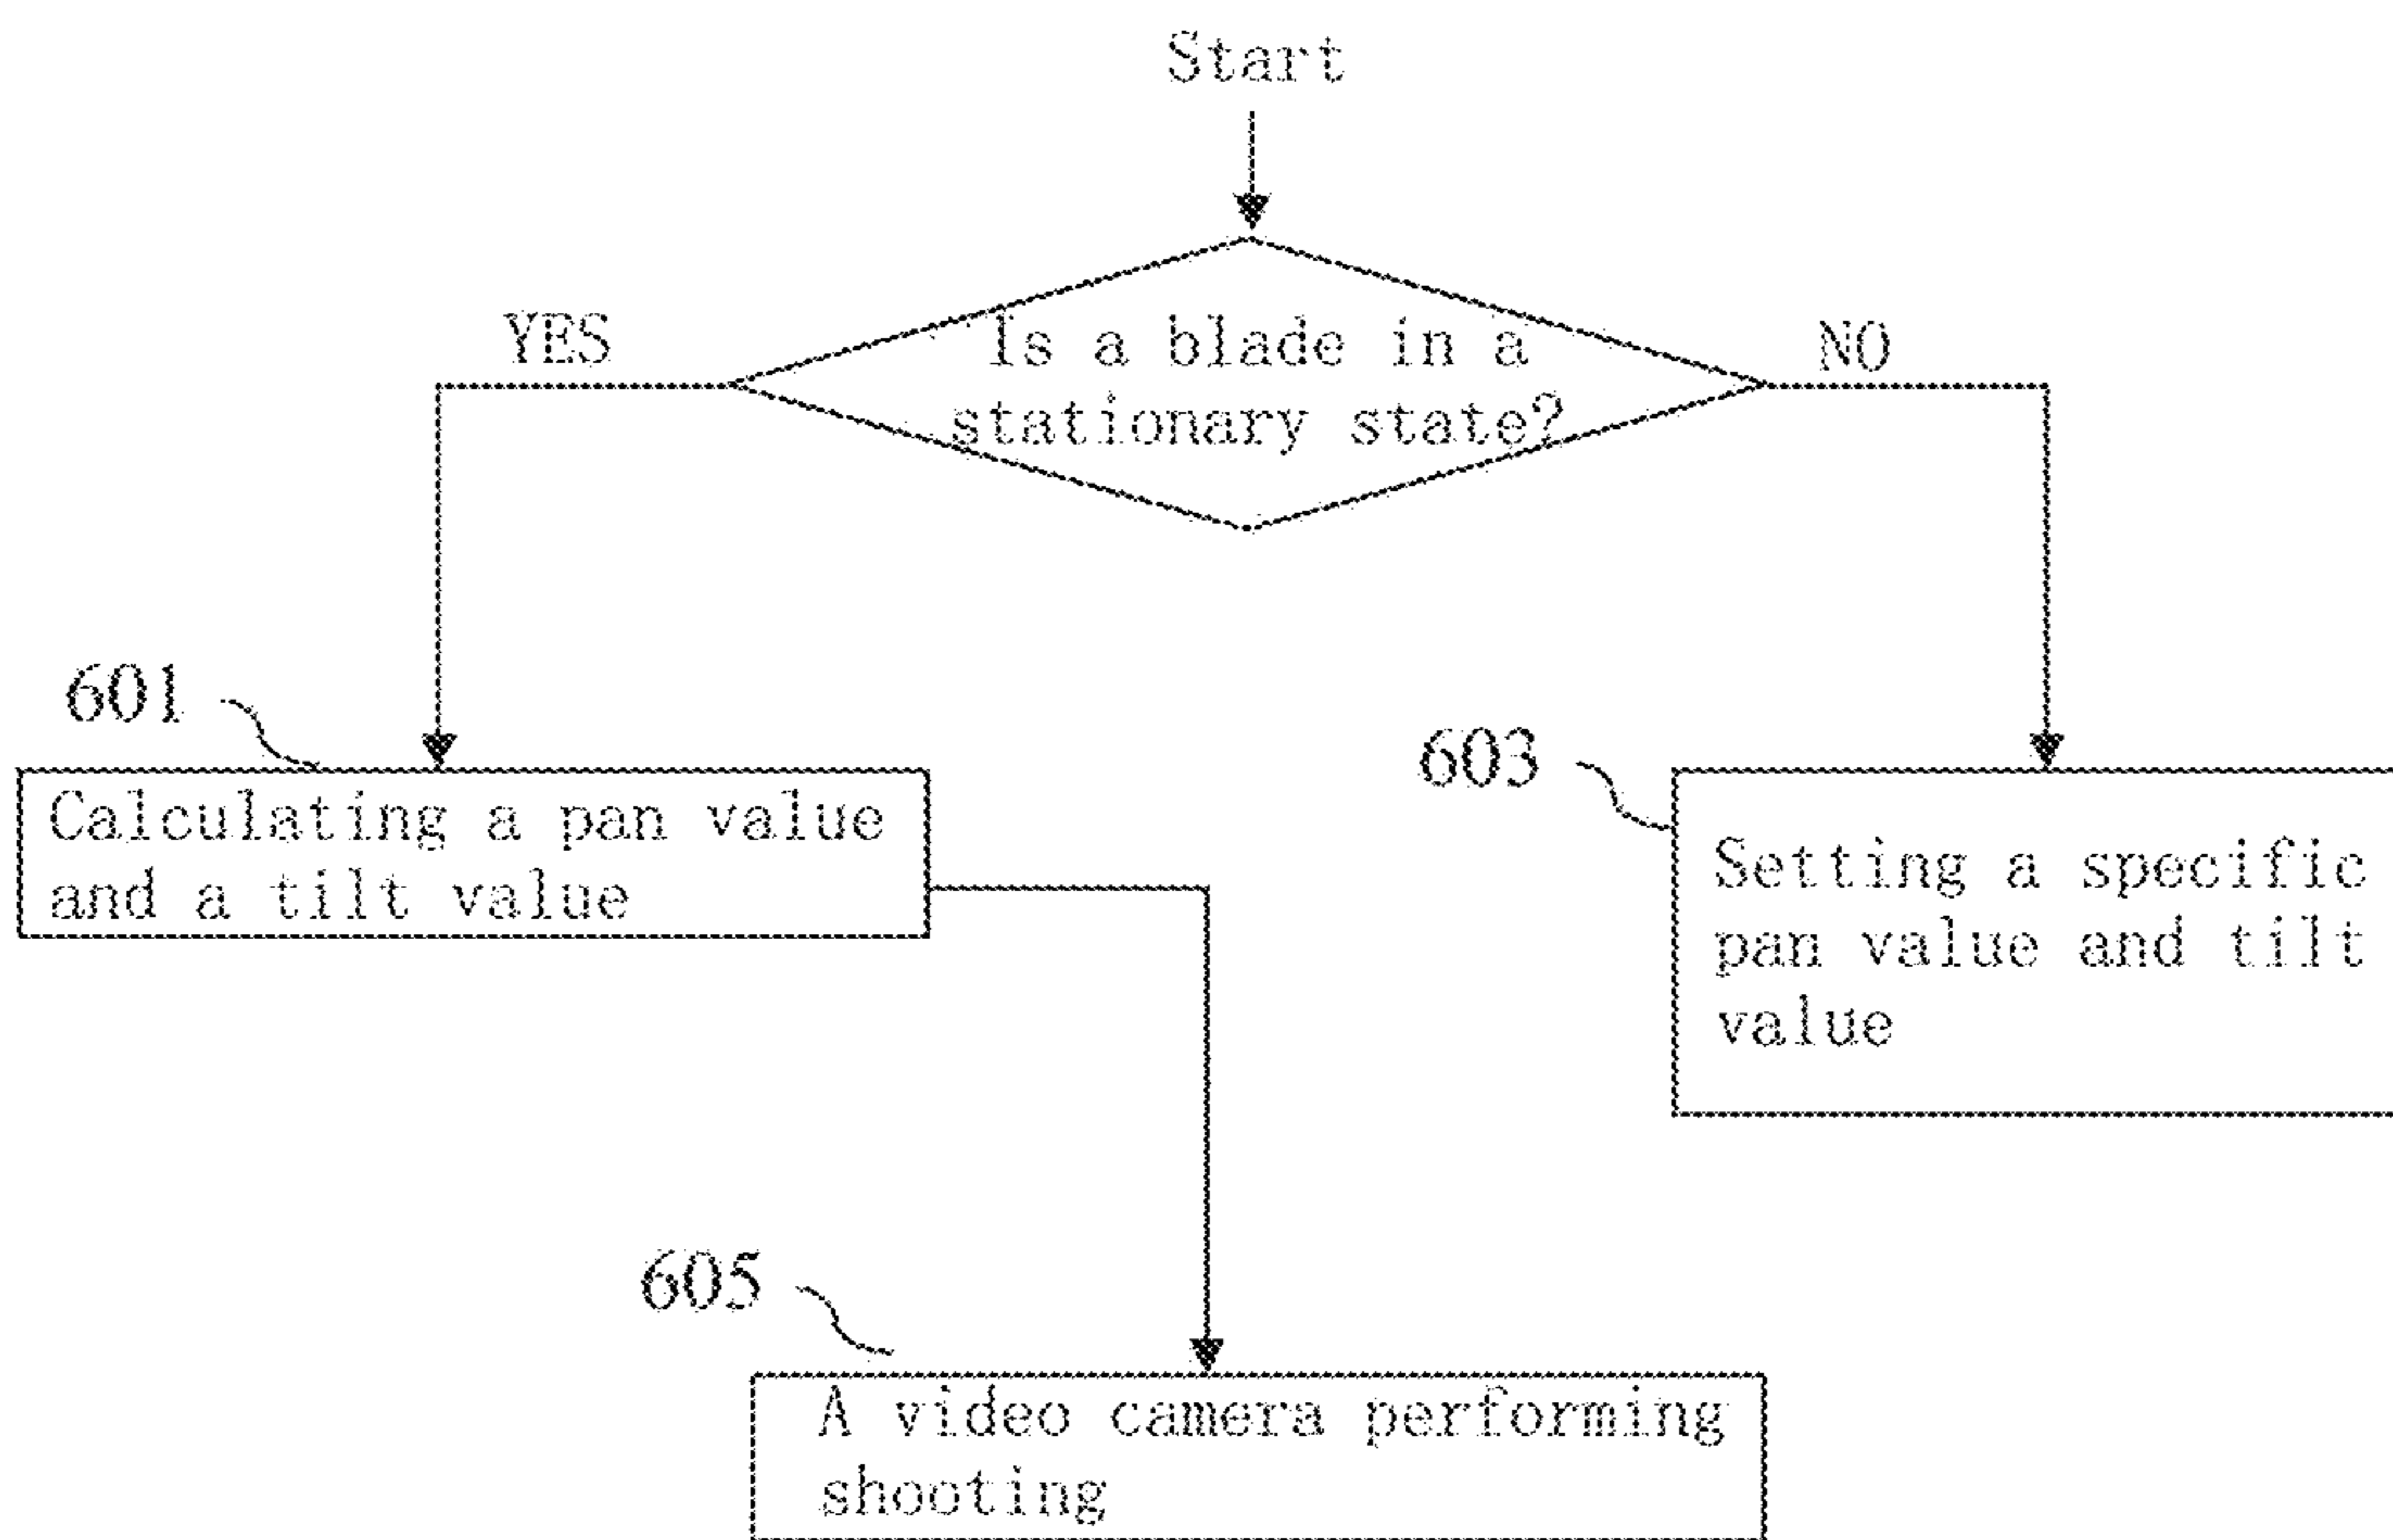 Start
YES
Is a blade in a
stationary state?
NO
601
Calculating a pan value
and a tilt value
603
Setting a specific
pan value and tilt
value
605
A video camera performing
shooting